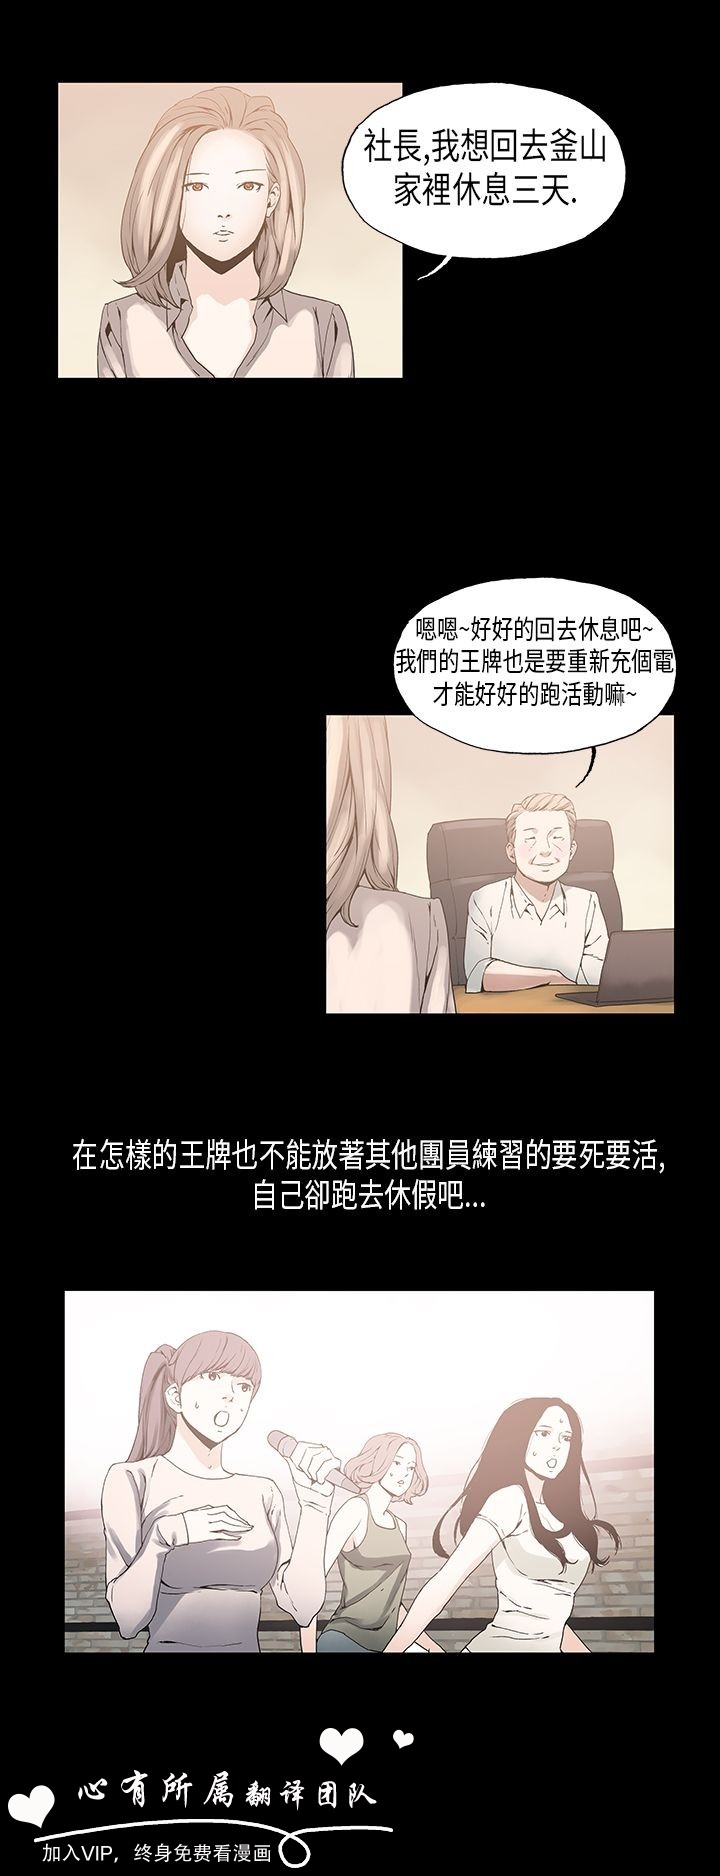 社長,我想回去釜山
家裡休息三天.
嗯嗯~好好的回去休息吧~
我們的王牌也是要重新充個電
才能好好的跑活動嘛~
在怎樣的王牌也不能放著其他團員練習的要死要活,
自己卻跑去休假吧...
心有所属翻译团队
加入VIP，终身免费看漫画